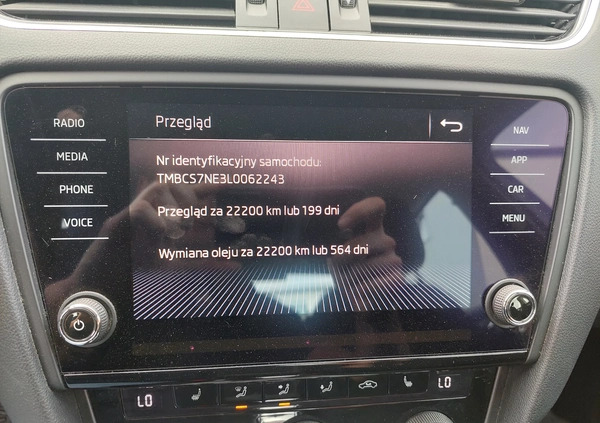 RADIO
MEDIA
PHONE
VOICE
Przegląd
Nr identyfikacyjny samochodu:
TMBCS7NE3L0062243
Przegląd za 22200 km lub 199 dni
Wymiana oleju za 22200 km lub 564 dni
NAV
APP
CAR
MENU
LO
LO